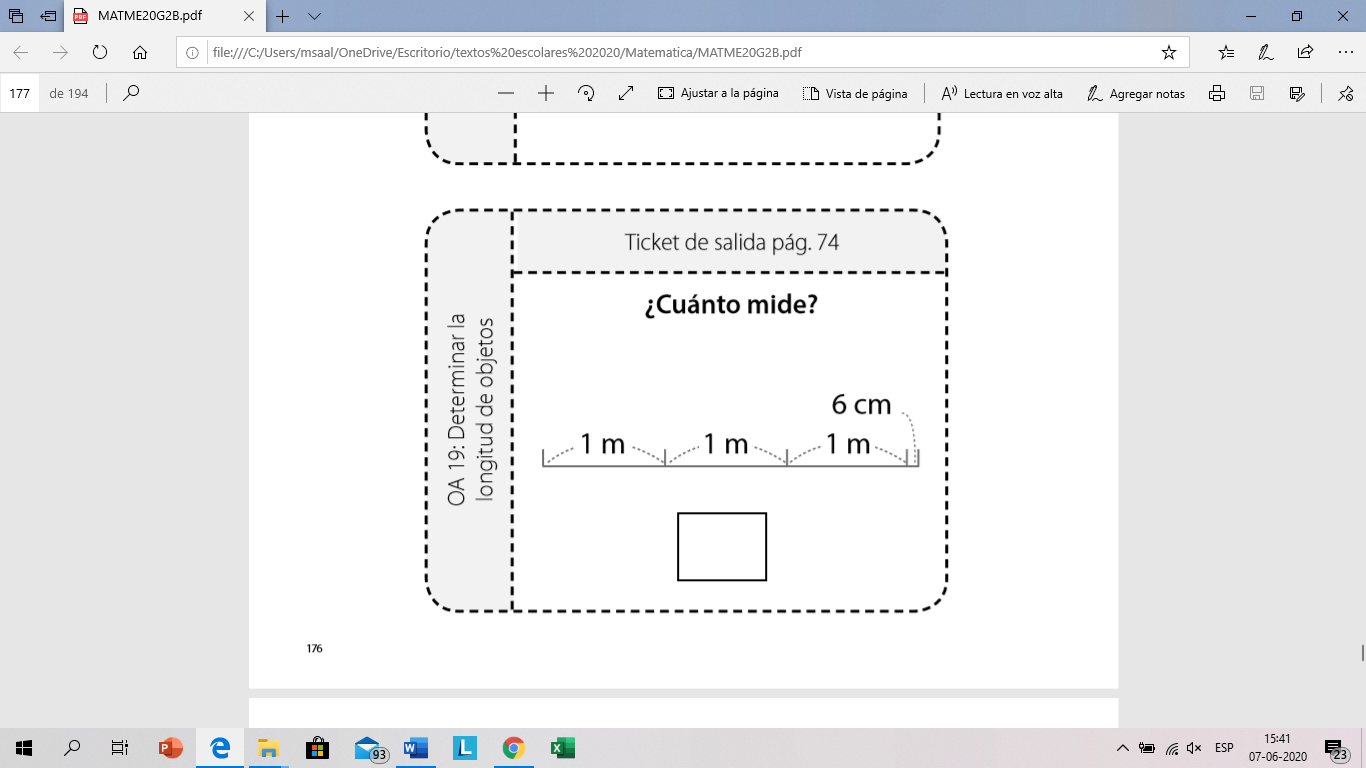 MATME20G2B.pdf
file:///C:/Users/msaal/OneDrive/Escritorio/textos%20escolares%202020/Matematica/MATME20G2B.pdf
177 de 194
Ajustar a la página
Vista de página
Lectura en voz alta
Agregar notas
Ticket de salida pág. 74
OA 19: Determinar la
longitud de objetos
¿Cuánto mide?
6 cm
1 m 1 m 1 m
176
93
ESP
15:41
07-06-2020
23